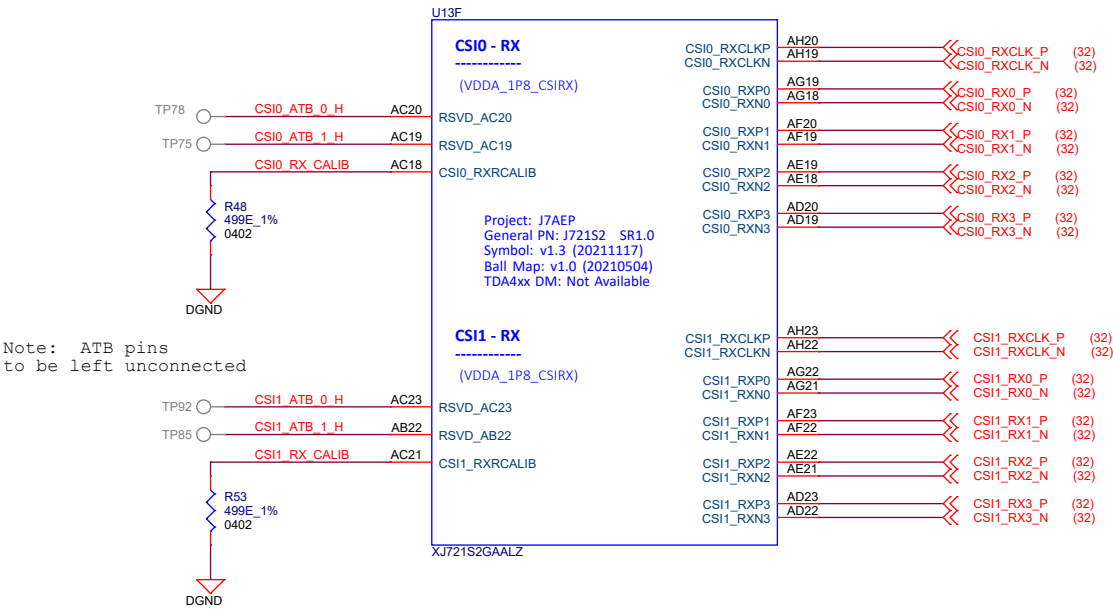 U13F
CSI0 - RX
------------
(VDDA_1P8_CSIRX)
TP78 CSI0_ATB_0_H AC20 RSVD_AC20
TP75 CSI0_ATB_1_H AC19 RSVD_AC19
CSI0_RX_CALIB AC18 CSI0_RXRCALIB
R48
499E_1%
0402
DGND
CSI0_RXCLKP AH20 CSI0_RXCLK_P (32)
CSI0_RXCLKN AH19 CSI0_RXCLK_N (32)
CSI0_RXP0 AG19 CSI0_RX0_P (32)
CSI0_RXN0 AG18 CSI0_RX0_N (32)
CSI0_RXP1 AF20 CSI0_RX1_P (32)
CSI0_RXN1 AF19 CSI0_RX1_N (32)
CSI0_RXP2 AE19 CSI0_RX2_P (32)
CSI0_RXN2 AE18 CSI0_RX2_N (32)
CSI0_RXP3 AD20 CSI0_RX3_P (32)
CSI0_RXN3 AD19 CSI0_RX3_N (32)
Project: J7AEP
General PN: J721S2 SR1.0
Symbol: v1.3 (20211117)
Ball Map: v1.0 (20210504)
TDA4xx DM: Not Available
Note: ATB pins
to be left unconnected
CSI1 - RX
------------
(VDDA_1P8_CSIRX)
TP92 CSI1_ATB_0_H AC23 RSVD_AC23
TP85 CSI1_ATB_1_H AB22 RSVD_AB22
CSI1_RX_CALIB AC21 CSI1_RXRCALIB
R53
499E_1%
0402
DGND
CSI1_RXCLKP AH23 CSI1_RXCLK_P (32)
CSI1_RXCLKN AH22 CSI1_RXCLK_N (32)
CSI1_RXP0 AG22 CSI1_RX0_P (32)
CSI1_RXN0 AG21 CSI1_RX0_N (32)
CSI1_RXP1 AF23 CSI1_RX1_P (32)
CSI1_RXN1 AF22 CSI1_RX1_N (32)
CSI1_RXP2 AE22 CSI1_RX2_P (32)
CSI1_RXN2 AE21 CSI1_RX2_N (32)
CSI1_RXP3 AD23 CSI1_RX3_P (32)
CSI1_RXN3 AD22 CSI1_RX3_N (32)
XJ721S2GAALZ